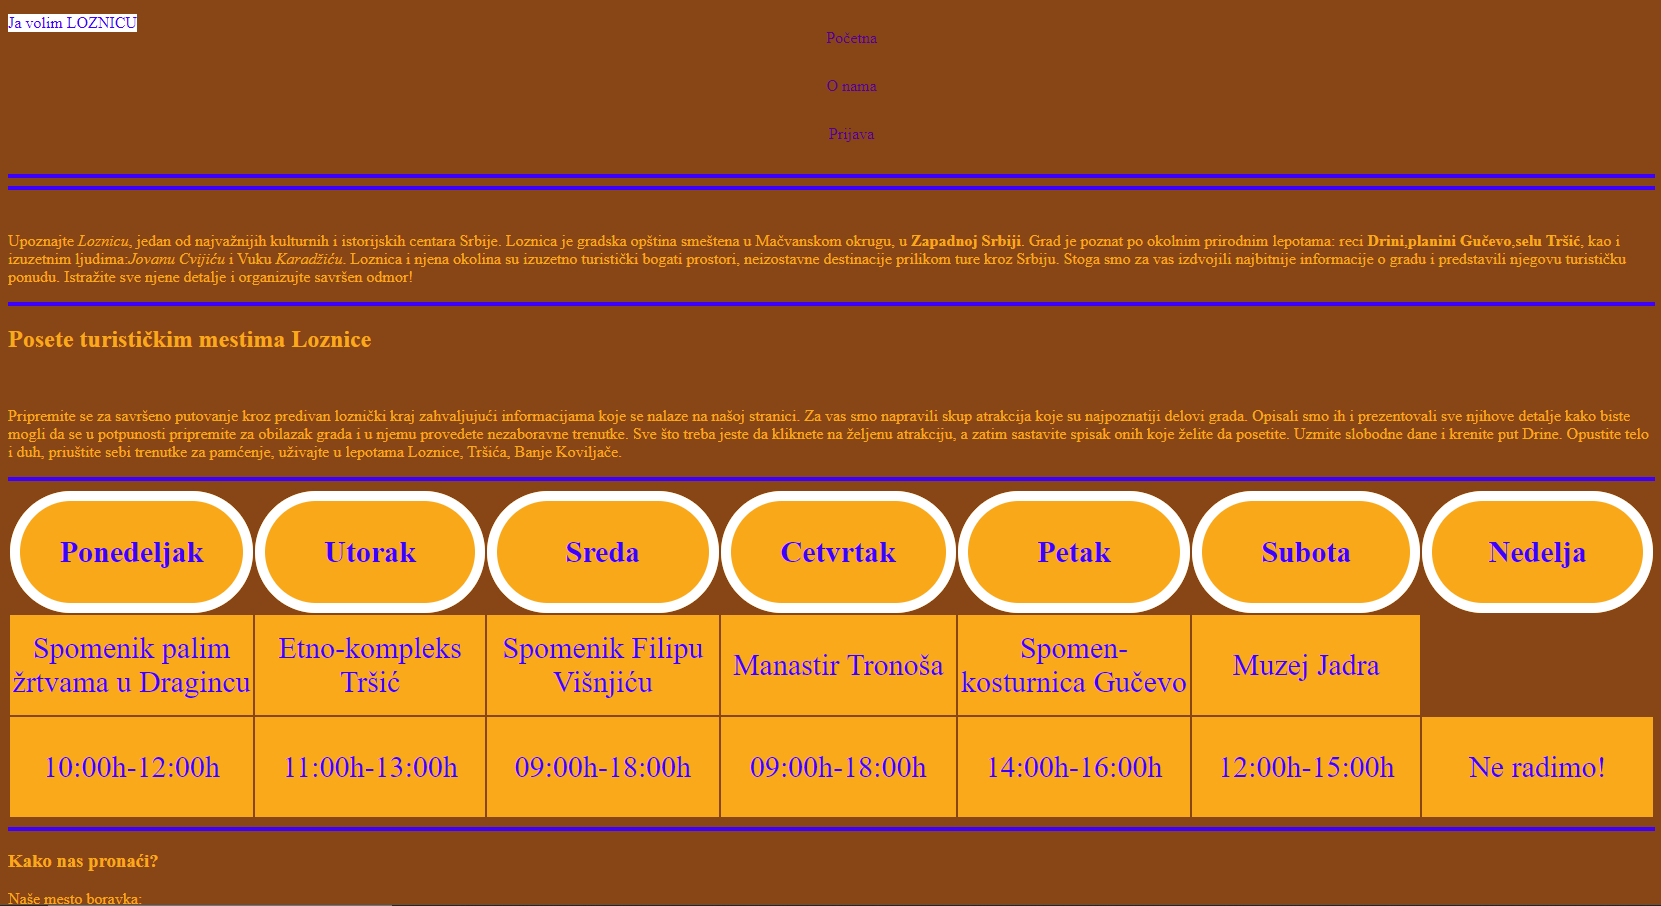 Ja volim LOZNICU
Početna
O nama
Prijava
Upoznajte Loznicu, jedan od najvažnijih kulturnih i istorijskih centara Srbije. Loznica je gradska opština smeštena u Mačvanskom okrugu, u Zapadnoj Srbiji. Grad je poznat po okolnim prirodnim lepotama: reci Drini,planini Gučevo,selu Tršić, kao i
izuzetnim ljudima:Jovanu Cvijiću i Vuku Karadžiću. Loznica i njena okolina su izuzetno turistički bogati prostori, neizostavne destinacije prilikom ture kroz Srbiju. Stoga smo za vas izdvojili najbitnije informacije o gradu i predstavili njegovu turističku
ponudu. Istražite sve njene detalje i organizujte savršen odmor!
Posete turističkim mestima Loznice
Pripremite se za savršeno putovanje kroz predivan loznički kraj zahvaljujući informacijama koje se nalaze na našoj stranici. Za vas smo napravili skup atrakcija koje su najpoznatiji delovi grada. Opisali smo ih i prezentovali sve njihove detalje kako biste
mogli da se u potpunosti pripremite za obilazak grada i u njemu provedete nezaboravne trenutke. Sve što treba jeste da kliknete na željenu atrakciju, a zatim sastavite spisak onih koje želite da posetite. Uzmite slobodne dane i krenite put Drine. Opustite telo
i duh, priuštite sebi trenutke za pamćenje, uživajte u lepotama Loznice, Tršića, Banje Koviljače.
Ponedeljak Utorak Sreda Cetvrtak Petak Subota Nedelja
Spomenik palim žrtvama u Dragincu Etno-kompleks Tršić Spomenik Filipu Višnjiću Manastir Tronoša Spomen-kosturnica Gučevo Muzej Jadra
10:00h-12:00h 11:00h-13:00h 09:00h-18:00h 09:00h-18:00h 14:00h-16:00h 12:00h-15:00h Ne radimo!
Kako nas pronaći?
Naše mesto boravka: